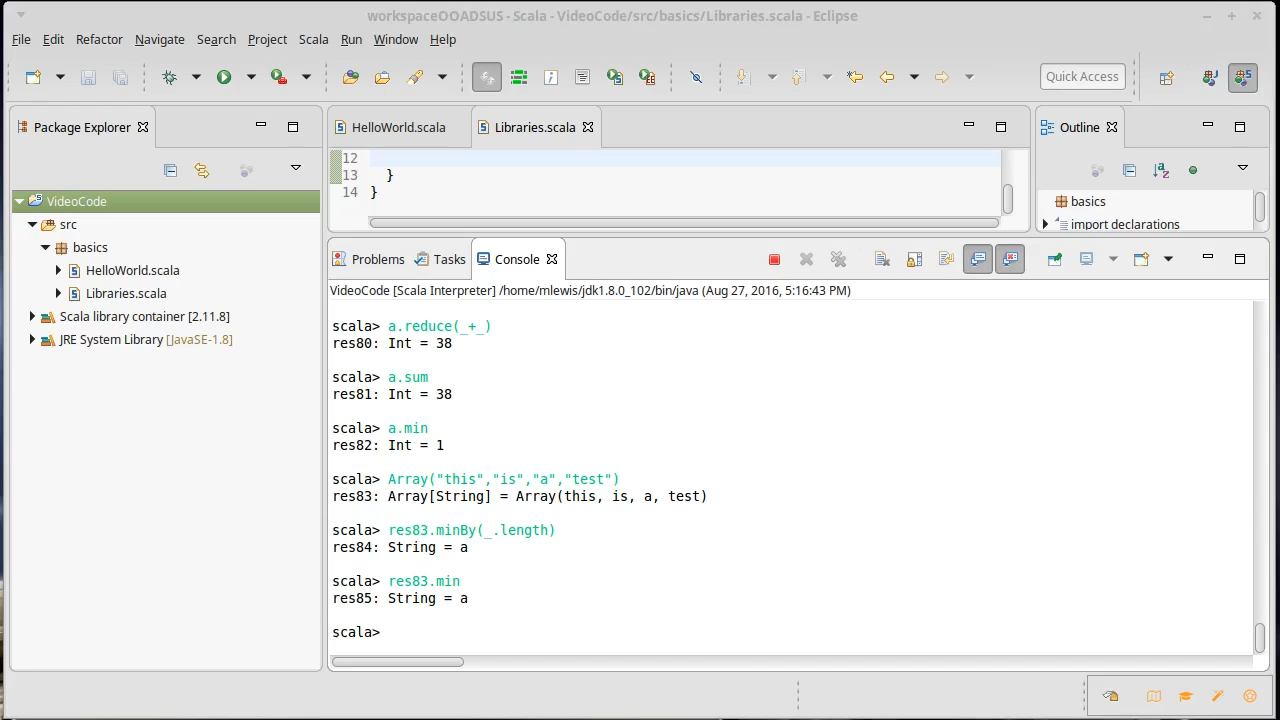 workspaceOOADSUS - Scala - VideoCode/src/basics/Libraries.scala - Eclipse
File Edit Refactor Navigate Search Project Scala Run Window Help
Quick Access
Package Explorer
HelloWorld.scala
Libraries.scala
Outline
12
13 }
14 }
VideoCode
src
basics
HelloWorld.scala
Libraries.scala
Scala library container [2.11.8]
JRE System Library [JavaSE-1.8]
basics
import declarations
Problems Tasks Console
VideoCode [Scala Interpreter] /home/mlewis/jdk1.8.0_102/bin/java (Aug 27, 2016, 5:16:43 PM)
scala> a.reduce(_+_)
res80: Int = 38
scala> a.sum
res81: Int = 38
scala> a.min
res82: Int = 1
scala> Array("this","is","a","test")
res83: Array[String] = Array(this, is, a, test)
scala> res83.minBy(_.length)
res84: String = a
scala> res83.min
res85: String = a
scala>